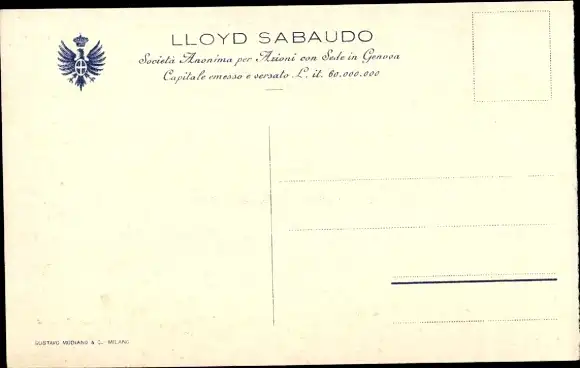 LLOYD SABAUDO
Società Anonima per Azioni con Sede in Genova
Capitale emesso e versato L. it. 60.000.000
GUSTAVO MODIANO & C. - MILANO